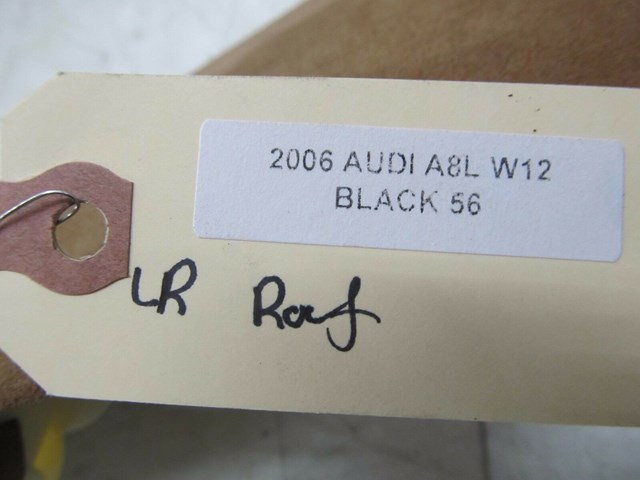 2006 AUDI A8L W12
BLACK 56
LR Roof